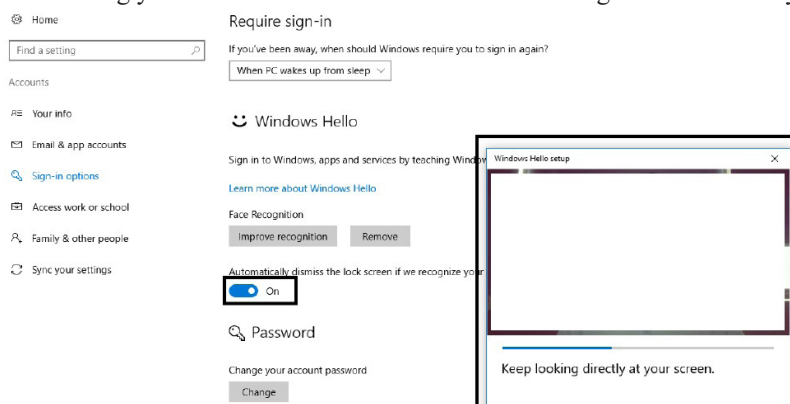 Home
Find a setting
Accounts
Your info
Email & app accounts
Sign-in options
Access work or school
Family & other people
Sync your settings
Require sign-in
If you've been away, when should Windows require you to sign in again?
When PC wakes up from sleep
Windows Hello
Sign in to Windows, apps and services by teaching
Learn more about Windows Hello
Face Recognition
Improve recognition Remove
Automatically dismiss the lock screen if we recognize your
On
Password
Change your account password
Change
Windows Hello setup
Keep looking directly at your screen.